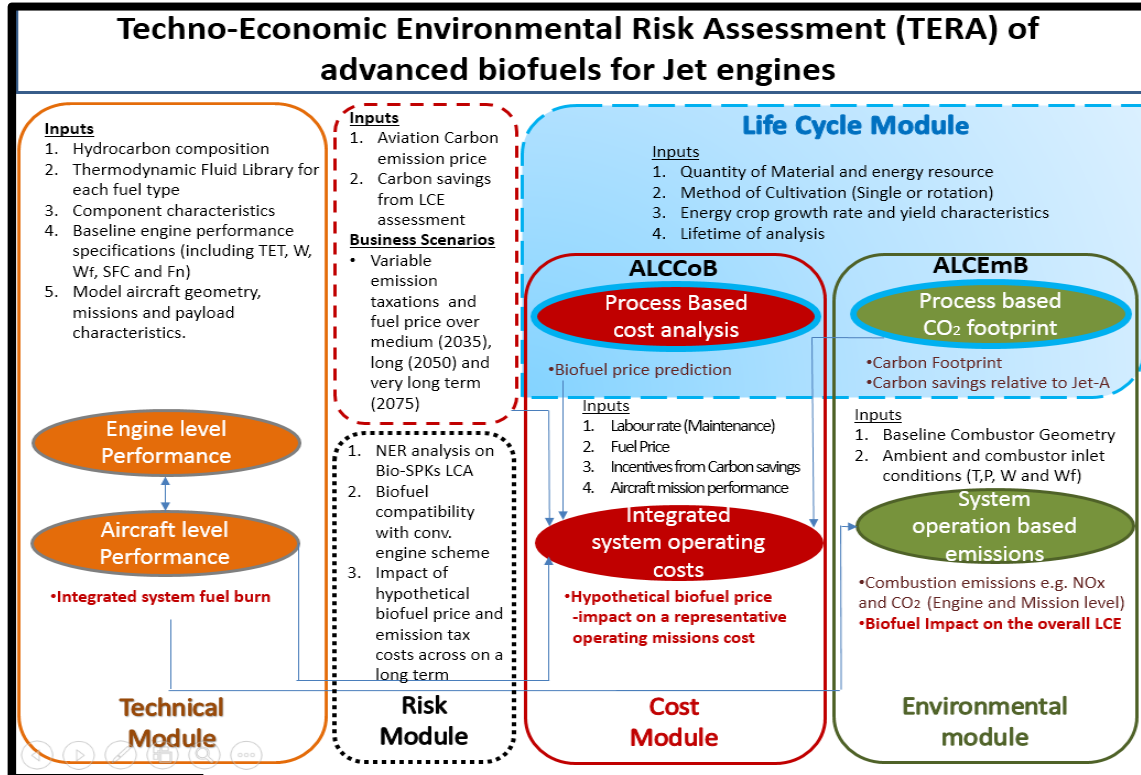 Techno-Economic Environmental Risk Assessment (TERA) of
advanced biofuels for Jet engines
Inputs
1. Hydrocarbon composition
2. Thermodynamic Fluid Library for
each fuel type
3. Component characteristics
4. Baseline engine performance
specifications (including TET, W,
Wf, SFC and Fn)
5. Model aircraft geometry,
missions and payload
characteristics.
Engine level
Performance
Aircraft level
Performance
•Integrated system fuel burn
Technical
Module
Inputs
1. Aviation Carbon
emission price
2. Carbon savings
from LCE
assessment
Business Scenarios
• Variable
emission
taxations and
fuel price over
medium (2035),
long (2050) and
very long term
(2075)
1. NER analysis on
Bio-SPKs LCA
2. Biofuel
compatibility
with conv.
engine scheme
3. Impact of
hypothetical
biofuel price and
emission tax
costs across on a
long term
Risk
Module
Life Cycle Module
Inputs
1. Quantity of Material and energy resource
2. Method of Cultivation (Single or rotation)
3. Energy crop growth rate and yield characteristics
4. Lifetime of analysis
ALCCoB
Process Based
cost analysis
•Biofuel price prediction
Inputs
1. Labour rate (Maintenance)
2. Fuel Price
3. Incentives from Carbon savings
4. Aircraft mission performance
Integrated
system operating
costs
•Hypothetical biofuel price
-impact on a representative
operating missions cost
Cost
Module
ALCEmB
Process based
CO₂ footprint
•Carbon Footprint
•Carbon savings relative to Jet-A
Inputs
1. Baseline Combustor Geometry
2. Ambient and combustor inlet
conditions (T,P, W and Wf)
System
operation based
emissions
•Combustion emissions e.g. NOx
and CO₂ (Engine and Mission level)
•Biofuel Impact on the overall LCE
Environmental
module